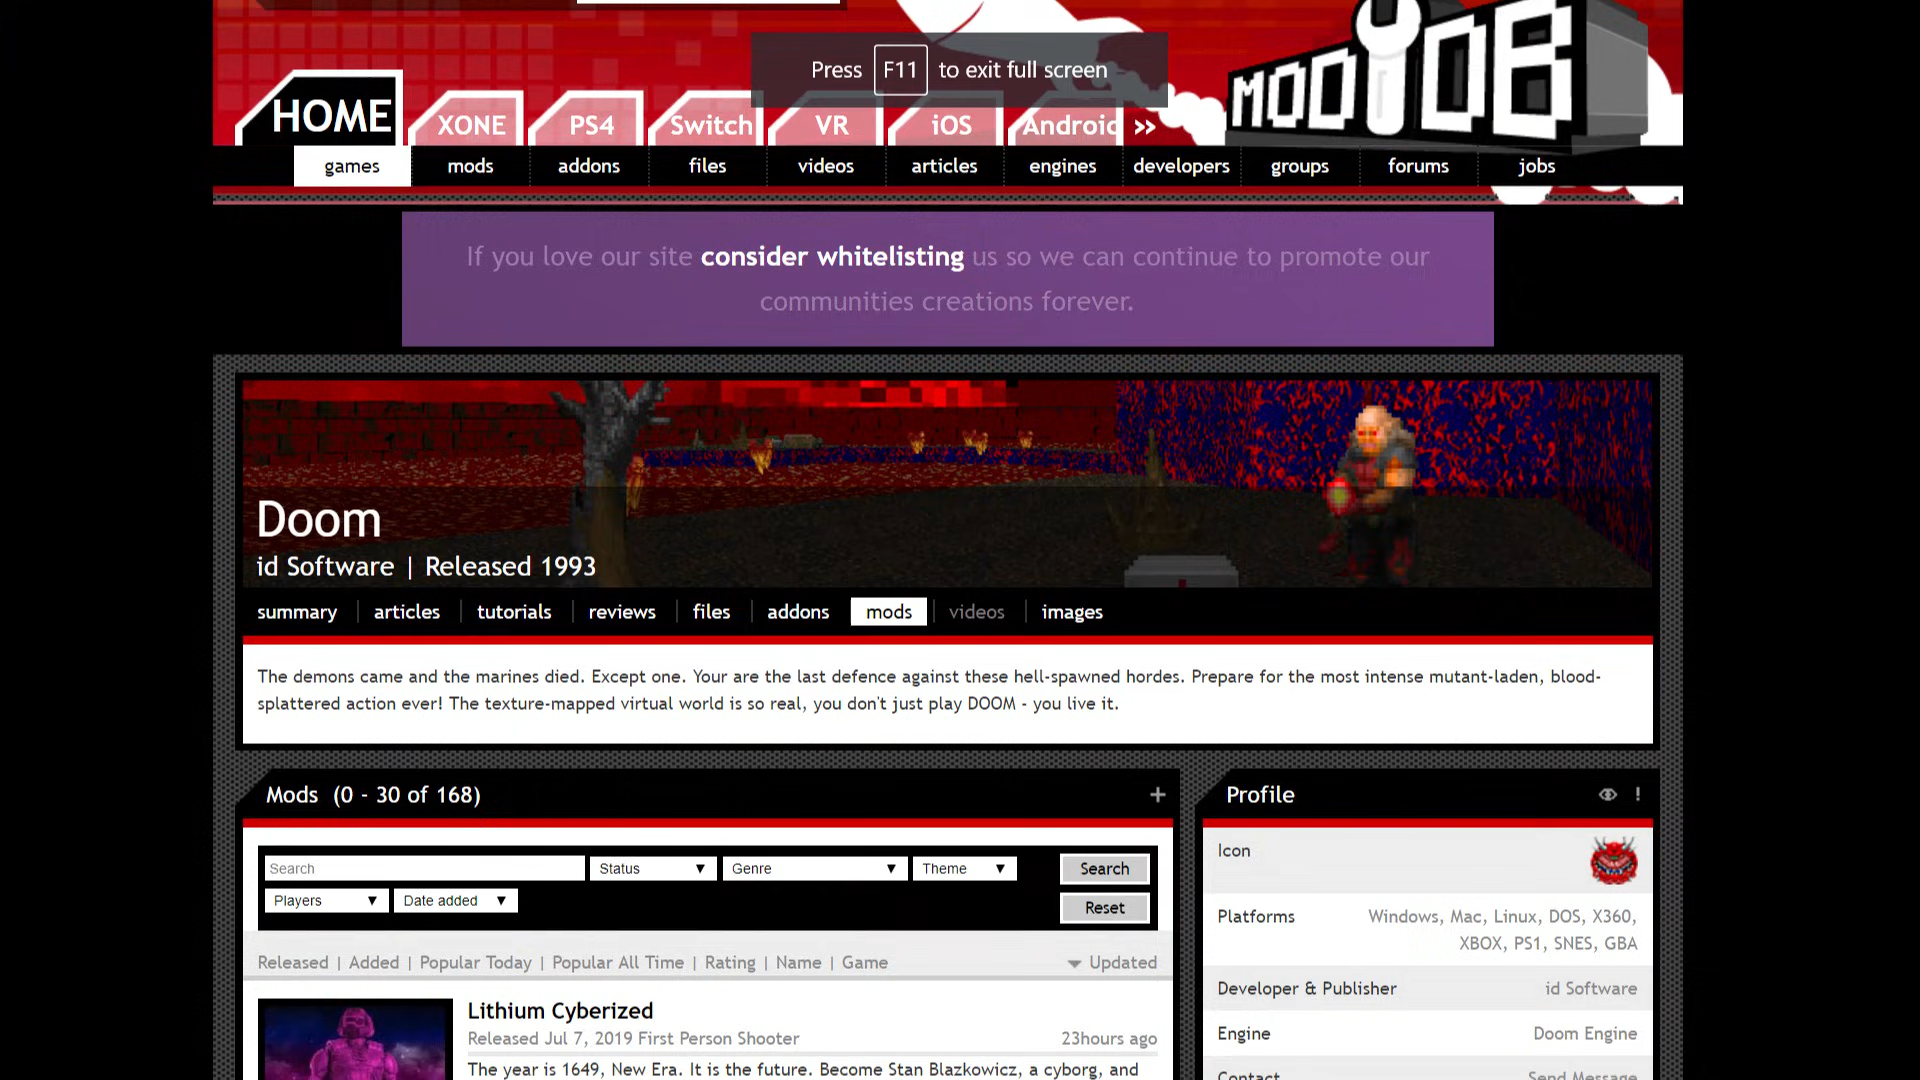 Press F11 to exit full screen
MODDB
HOME XONE PS4 Switch VR iOS Android »
games mods addons files videos articles engines developers groups forums jobs
If you love our site consider whitelisting us so we can continue to promote our
communities creations forever.
Doom
id Software | Released 1993
summary articles tutorials reviews files addons mods videos images
The demons came and the marines died. Except one. Your are the last defence against these hell-spawned hordes. Prepare for the most intense mutant-laden, blood-
splattered action ever! The texture-mapped virtual world is so real, you don't just play DOOM - you live it.
Mods (0 - 30 of 168) +
Search Status Genre Theme Search
Players Date added Reset
Released | Added | Popular Today | Popular All Time | Rating | Name | Game Updated
Lithium Cyberized
Released Jul 7, 2019 First Person Shooter 23hours ago
The year is 1649, New Era. It is the future. Become Stan Blazkowicz, a cyborg, and
Profile !
Icon
Platforms Windows, Mac, Linux, DOS, X360,
XBOX, PS1, SNES, GBA
Developer & Publisher id Software
Engine Doom Engine
Contact Send Message